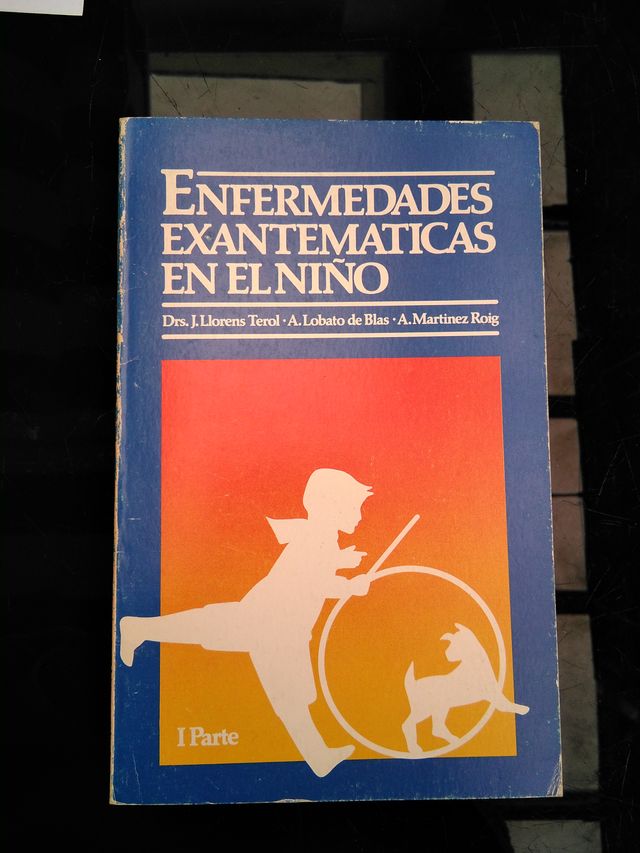 ENFERMEDADES
EXANTEMATICAS
EN EL NIÑO
Drs. J. Llorens Terol · A. Lobato de Blas · A. Martinez Roig
I Parte